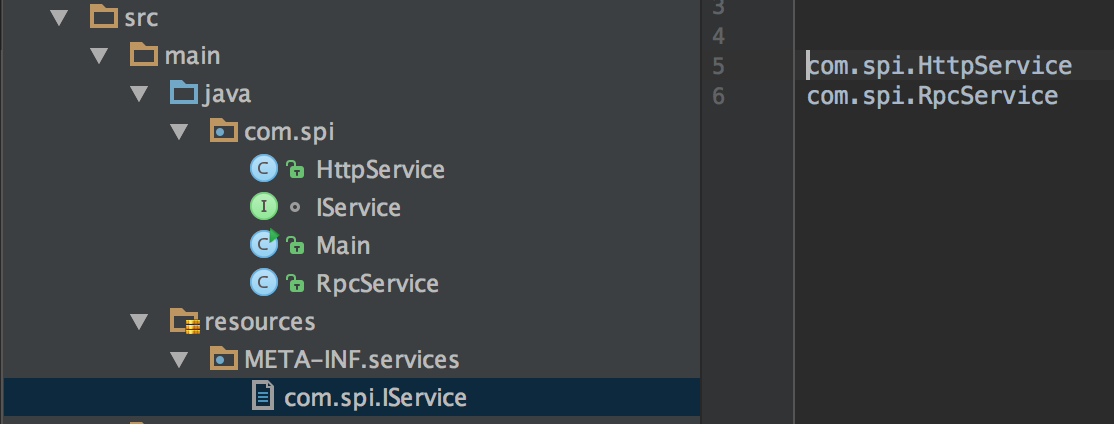 src
main
java
com.spi
C HttpService
I IService
C Main
C RpcService
resources
META-INF.services
com.spi.IService
3
4
5 com.spi.HttpService
6 com.spi.RpcService